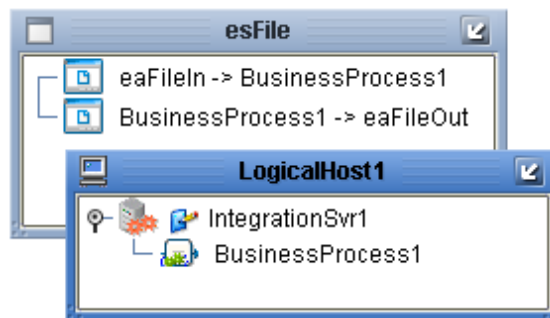 esFile
eaFileIn -> BusinessProcess1
BusinessProcess1 -> eaFileOut
LogicalHost1
IntegrationSvr1
BusinessProcess1